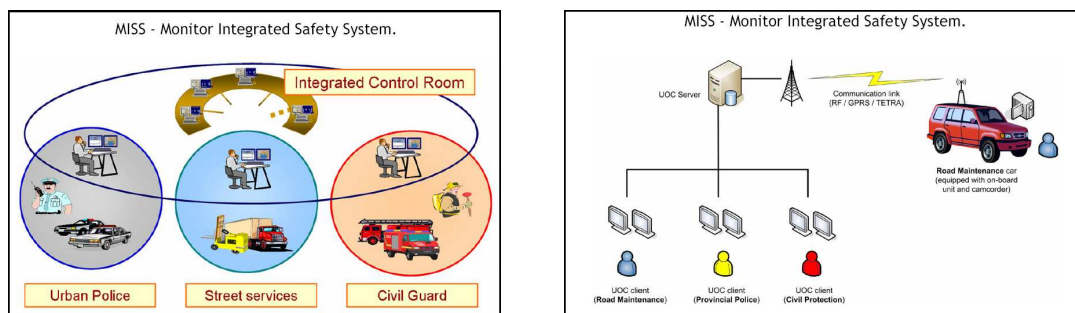 MISS - Monitor Integrated Safety System.
Integrated Control Room
Urban Police
Street services
Civil Guard
MISS - Monitor Integrated Safety System.
UOC Server
Communication link
(RF / GPRS / TETRA)
Road Maintenance car
(equipped with on-board
unit and camcorder)
UOC client
(Road Maintenance)
UOC client
(Provincial Police)
UOC client
(Civil Protection)